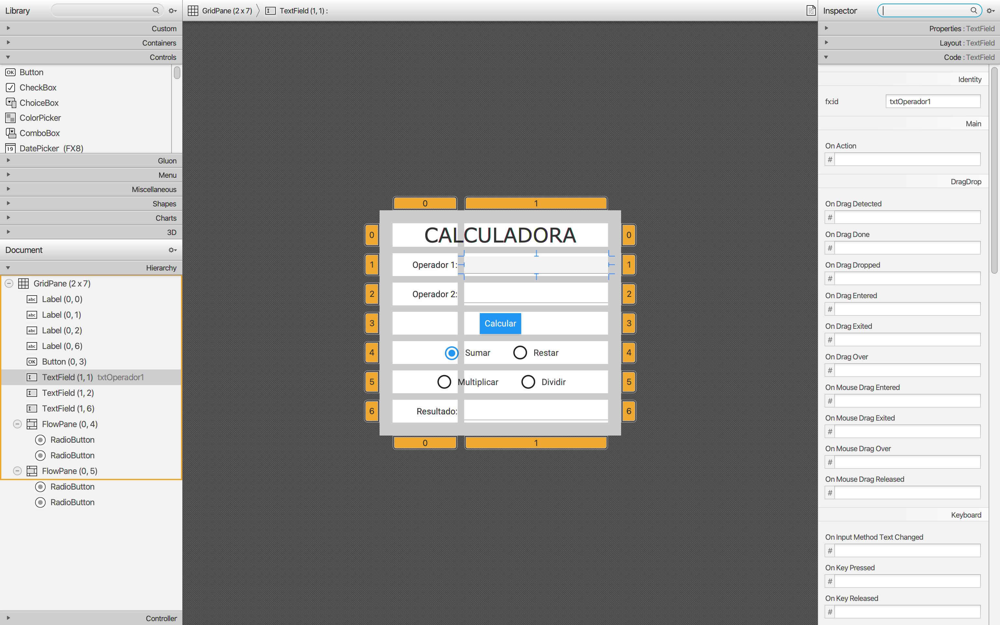 Library
Custom
Containers
Controls
OK Button
CheckBox
ChoiceBox
ColorPicker
ComboBox
19 DatePicker (FX8)
Gluon
Menu
Miscellaneous
Shapes
Charts
3D
Document
Hierarchy
GridPane (2 x 7)
abc Label (0, 0)
abc Label (0, 1)
abc Label (0, 2)
abc Label (0, 6)
OK Button (0, 3)
TextField (1, 1) txtOperador1
TextField (1, 2)
TextField (1, 6)
FlowPane (0, 4)
RadioButton
RadioButton
FlowPane (0, 5)
RadioButton
RadioButton
Controller
GridPane (2 x 7) TextField (1, 1) :
0 1
0 CALCULADORA 0
1 Operador 1: 1
2 Operador 2: 2
3 Calcular 3
4 Sumar Restar 4
5 Multiplicar Dividir 5
6 Resultado: 6
0 1
Inspector
Properties : TextField
Layout : TextField
Code : TextField
Identity
fx:id txtOperador1
Main
On Action
#
DragDrop
On Drag Detected
#
On Drag Done
#
On Drag Dropped
#
On Drag Entered
#
On Drag Exited
#
On Drag Over
#
On Mouse Drag Entered
#
On Mouse Drag Exited
#
On Mouse Drag Over
#
On Mouse Drag Released
#
Keyboard
On Input Method Text Changed
#
On Key Pressed
#
On Key Released
#